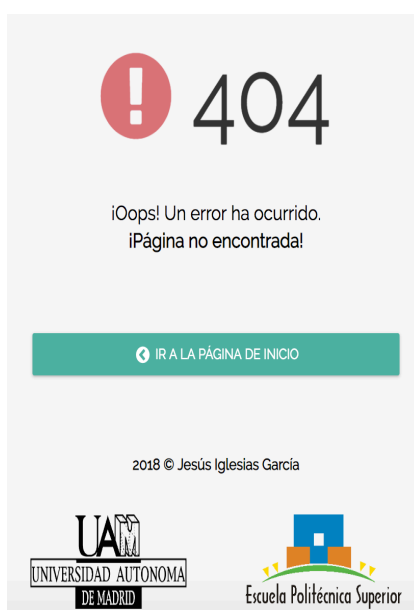 404
¡Oops! Un error ha ocurrido.
¡Página no encontrada!
IR A LA PÁGINA DE INICIO
2018 © Jesús Iglesias García
UAM
UNIVERSIDAD AUTONOMA
DE MADRID
Escuela Politécnica Superior